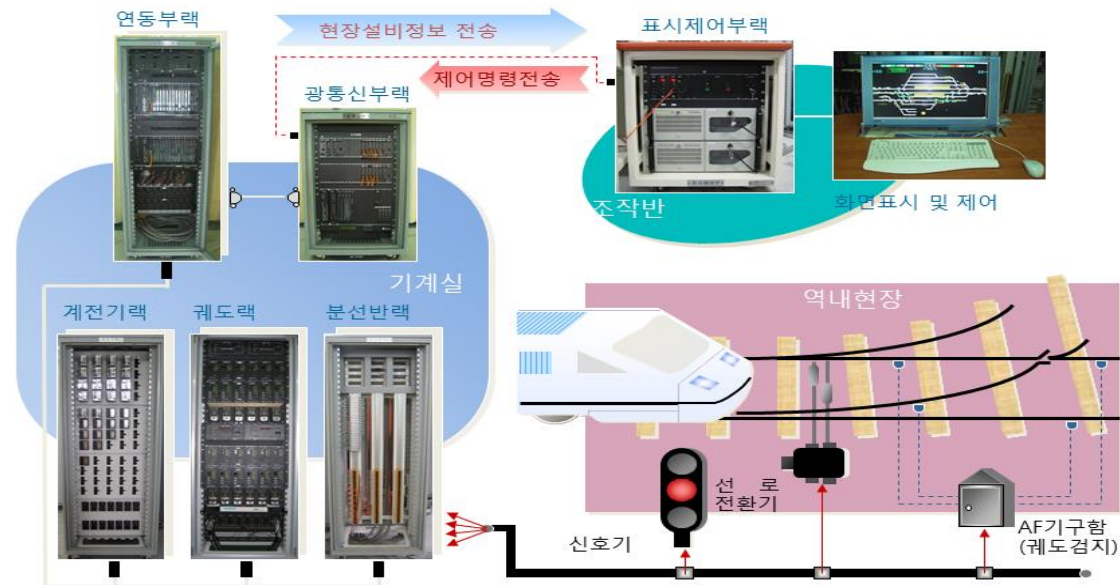 연동부랙
현장설비정보 전송
표시제어부랙
제어명령전송
광통신부랙
조작반
화면표시 및 제어
기계실
역내현장
계전기랙
궤도랙
분선반랙
선 로
전환기
신호기
AF기구함
(궤도검지)